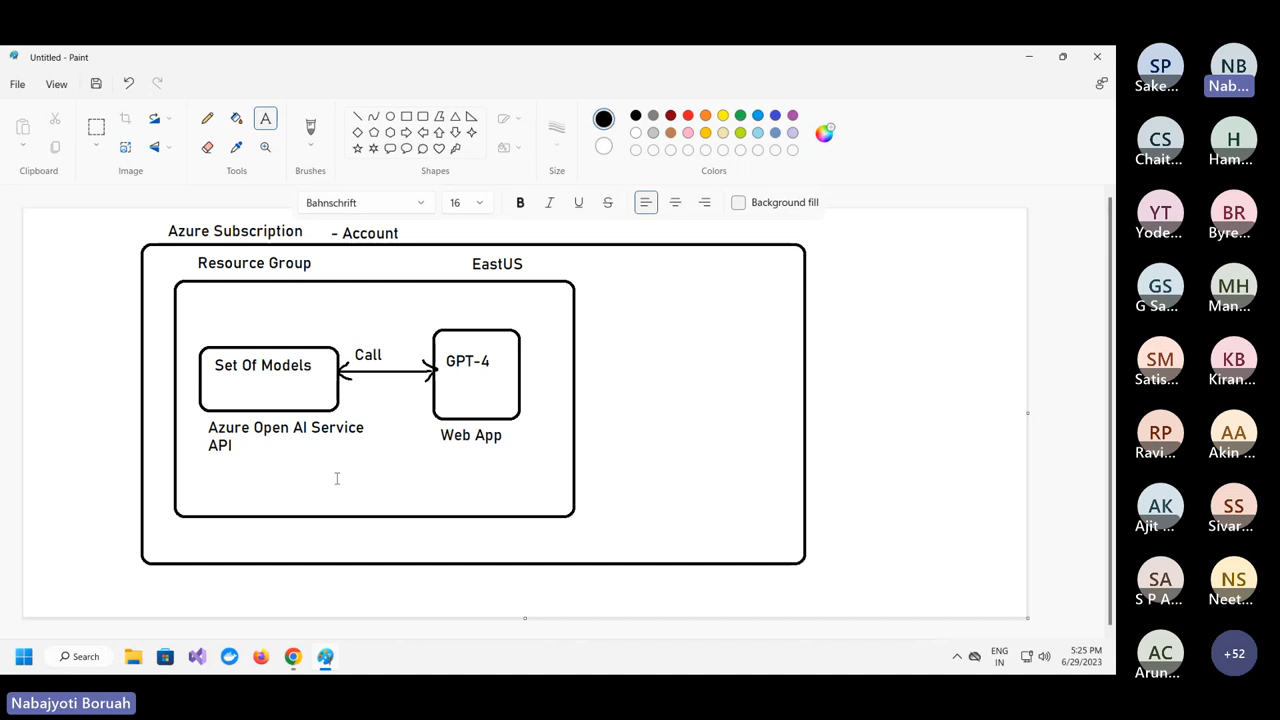 Untitled - Paint
File
View
Clipboard
Image
Tools
Brushes
Shapes
Size
Colors
A
Bahnschrift
16
B
I
U
S
Background fill
Azure Subscription
- Account
Resource Group
EastUS
Set Of Models
Call
GPT-4
Azure Open AI Service
API
Web App
Search
ENG
IN
5:25 PM
6/29/2023
SP
Sake...
NB
Nab...
CS
Chait...
H
Ham...
YT
Yode...
BR
Byre...
GS
G Sa...
MH
Man...
SM
Satis...
KB
Kiran...
RP
Ravi...
AA
Akin ...
AK
Ajit ...
SS
Sivar...
SA
S P A...
NS
Neet...
AC
Arun...
+52
Nabajyoti Boruah